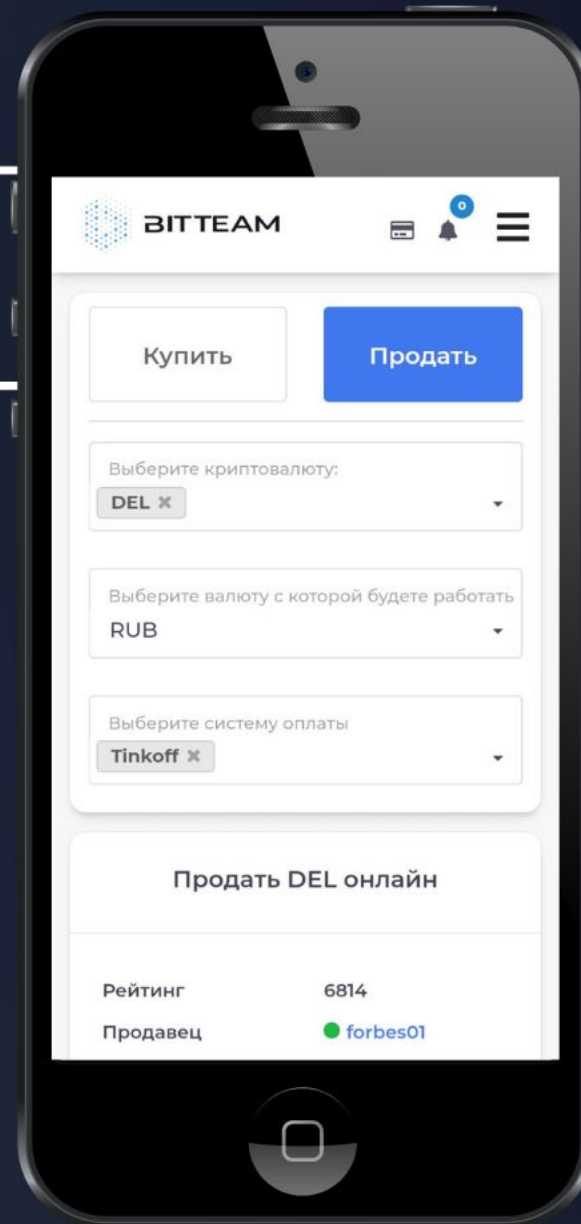 BITTEAM
0
Купить
Продать
Выберите криптовалюту:
DEL ×
Выберите валюту с которой будете работать
RUB
Выберите систему оплаты
Tinkoff ×
Продать DEL онлайн
Рейтинг 6814
Продавец forbes01